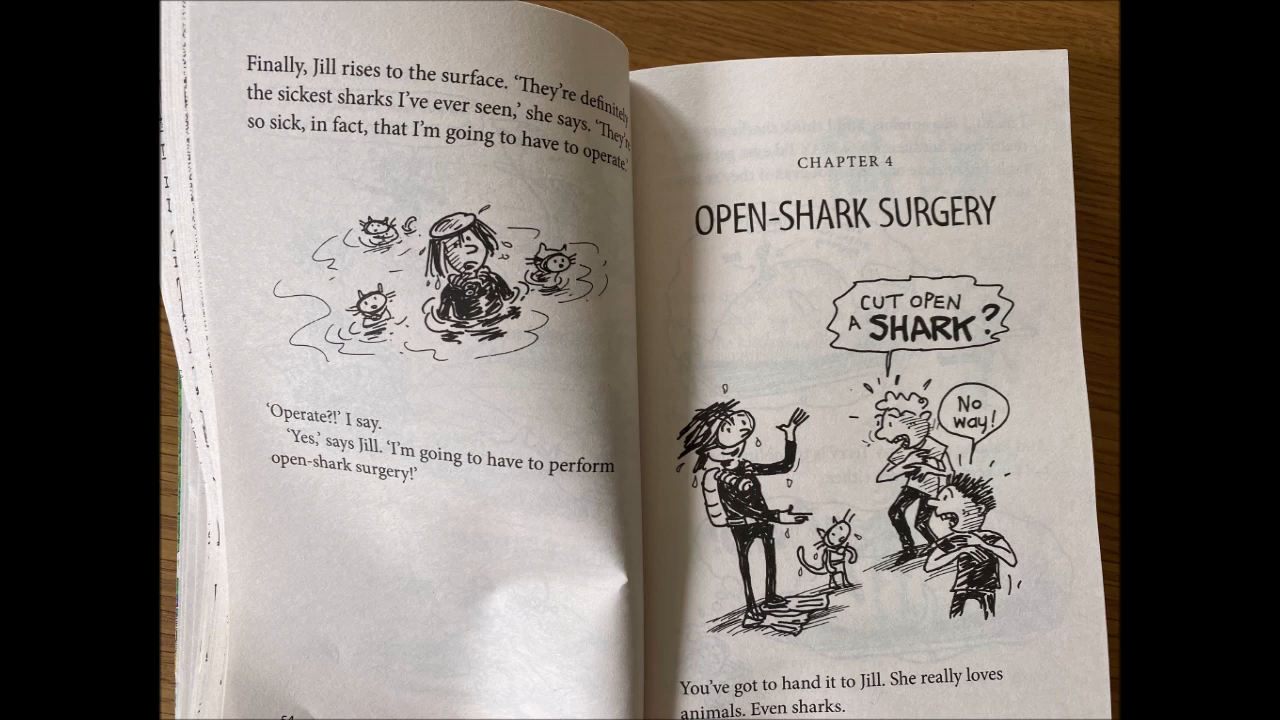 Finally, Jill rises to the surface. ‘They’re definitely
the sickest sharks I’ve ever seen,’ she says. ‘They’re
so sick, in fact, that I’m going to have to operate.’
‘Operate?!’ I say.
‘Yes,’ says Jill. ‘I’m going to have to perform
open-shark surgery!’
54
CHAPTER 4
OPEN-SHARK SURGERY
CUT OPEN
A SHARK?
No
way!
You’ve got to hand it to Jill. She really loves
animals. Even sharks.